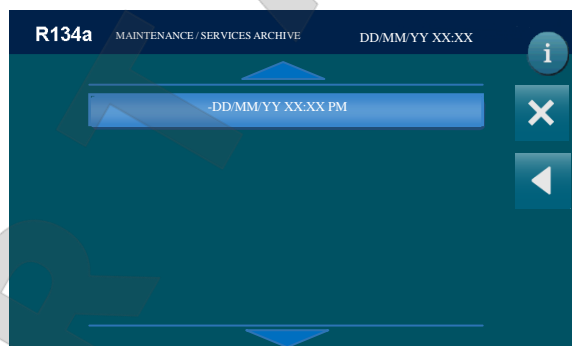 R134a MAINTENANCE / SERVICES ARCHIVE DD/MM/YY XX:XX
i
-DD/MM/YY XX:XX PM